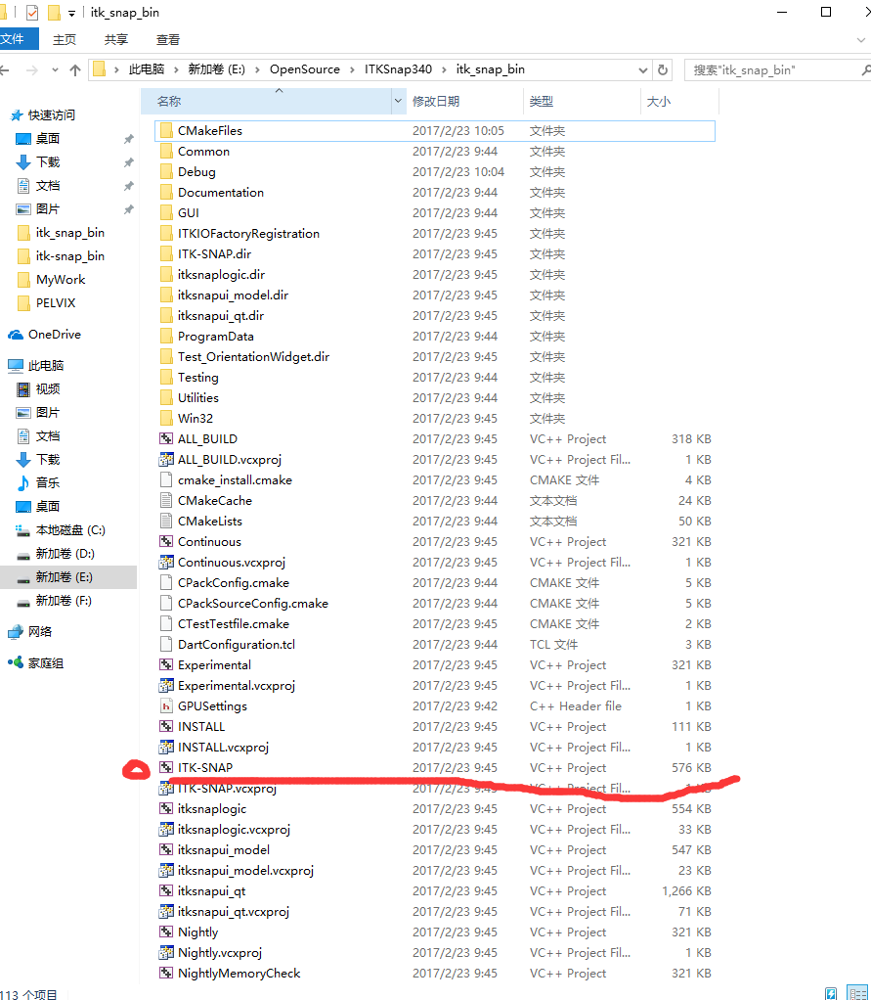 itk_snap_bin
文件 主页 共享 查看
此电脑 新加卷 (E:) OpenSource ITKSnap340 itk_snap_bin 搜索"itk_snap_bin"
名称 修改日期 类型 大小
快速访问
桌面
下载
文档
图片
itk_snap_bin
itk-snap_bin
MyWork
PELVIX
OneDrive
此电脑
视频
图片
文档
下载
音乐
桌面
本地磁盘 (C:)
新加卷 (D:)
新加卷 (E:)
新加卷 (F:)
网络
家庭组
CMakeFiles 2017/2/23 10:05 文件夹
Common 2017/2/23 9:44 文件夹
Debug 2017/2/23 10:04 文件夹
Documentation 2017/2/23 9:44 文件夹
GUI 2017/2/23 9:44 文件夹
ITKIOFactoryRegistration 2017/2/23 9:45 文件夹
ITK-SNAP.dir 2017/2/23 9:45 文件夹
itksnaplogic.dir 2017/2/23 9:45 文件夹
itksnapui_model.dir 2017/2/23 9:45 文件夹
itksnapui_qt.dir 2017/2/23 9:45 文件夹
ProgramData 2017/2/23 9:44 文件夹
Test_OrientationWidget.dir 2017/2/23 9:45 文件夹
Testing 2017/2/23 9:44 文件夹
Utilities 2017/2/23 9:44 文件夹
Win32 2017/2/23 9:45 文件夹
ALL_BUILD 2017/2/23 9:45 VC++ Project 318 KB
ALL_BUILD.vcxproj 2017/2/23 9:45 VC++ Project Fil... 1 KB
cmake_install.cmake 2017/2/23 9:45 CMAKE 文件 4 KB
CMakeCache 2017/2/23 9:44 文本文档 24 KB
CMakeLists 2017/2/23 9:44 文本文档 50 KB
Continuous 2017/2/23 9:45 VC++ Project 321 KB
Continuous.vcxproj 2017/2/23 9:45 VC++ Project Fil... 1 KB
CPackConfig.cmake 2017/2/23 9:44 CMAKE 文件 5 KB
CPackSourceConfig.cmake 2017/2/23 9:44 CMAKE 文件 5 KB
CTestTestfile.cmake 2017/2/23 9:45 CMAKE 文件 2 KB
DartConfiguration.tcl 2017/2/23 9:44 TCL 文件 3 KB
Experimental 2017/2/23 9:45 VC++ Project 321 KB
Experimental.vcxproj 2017/2/23 9:45 VC++ Project Fil... 1 KB
GPUSettings 2017/2/23 9:42 C++ Header file 1 KB
INSTALL 2017/2/23 9:45 VC++ Project 111 KB
INSTALL.vcxproj 2017/2/23 9:45 VC++ Project Fil... 1 KB
ITK-SNAP 2017/2/23 9:45 VC++ Project 576 KB
ITK-SNAP.vcxproj 2017/2/23 9:45 VC++ Project Fil... 1 KB
itksnaplogic 2017/2/23 9:45 VC++ Project 554 KB
itksnaplogic.vcxproj 2017/2/23 9:45 VC++ Project Fil... 33 KB
itksnapui_model 2017/2/23 9:45 VC++ Project 547 KB
itksnapui_model.vcxproj 2017/2/23 9:45 VC++ Project Fil... 23 KB
itksnapui_qt 2017/2/23 9:45 VC++ Project 1,266 KB
itksnapui_qt.vcxproj 2017/2/23 9:45 VC++ Project Fil... 71 KB
Nightly 2017/2/23 9:45 VC++ Project 321 KB
Nightly.vcxproj 2017/2/23 9:45 VC++ Project Fil... 1 KB
NightlyMemoryCheck 2017/2/23 9:45 VC++ Project 321 KB
113 个项目